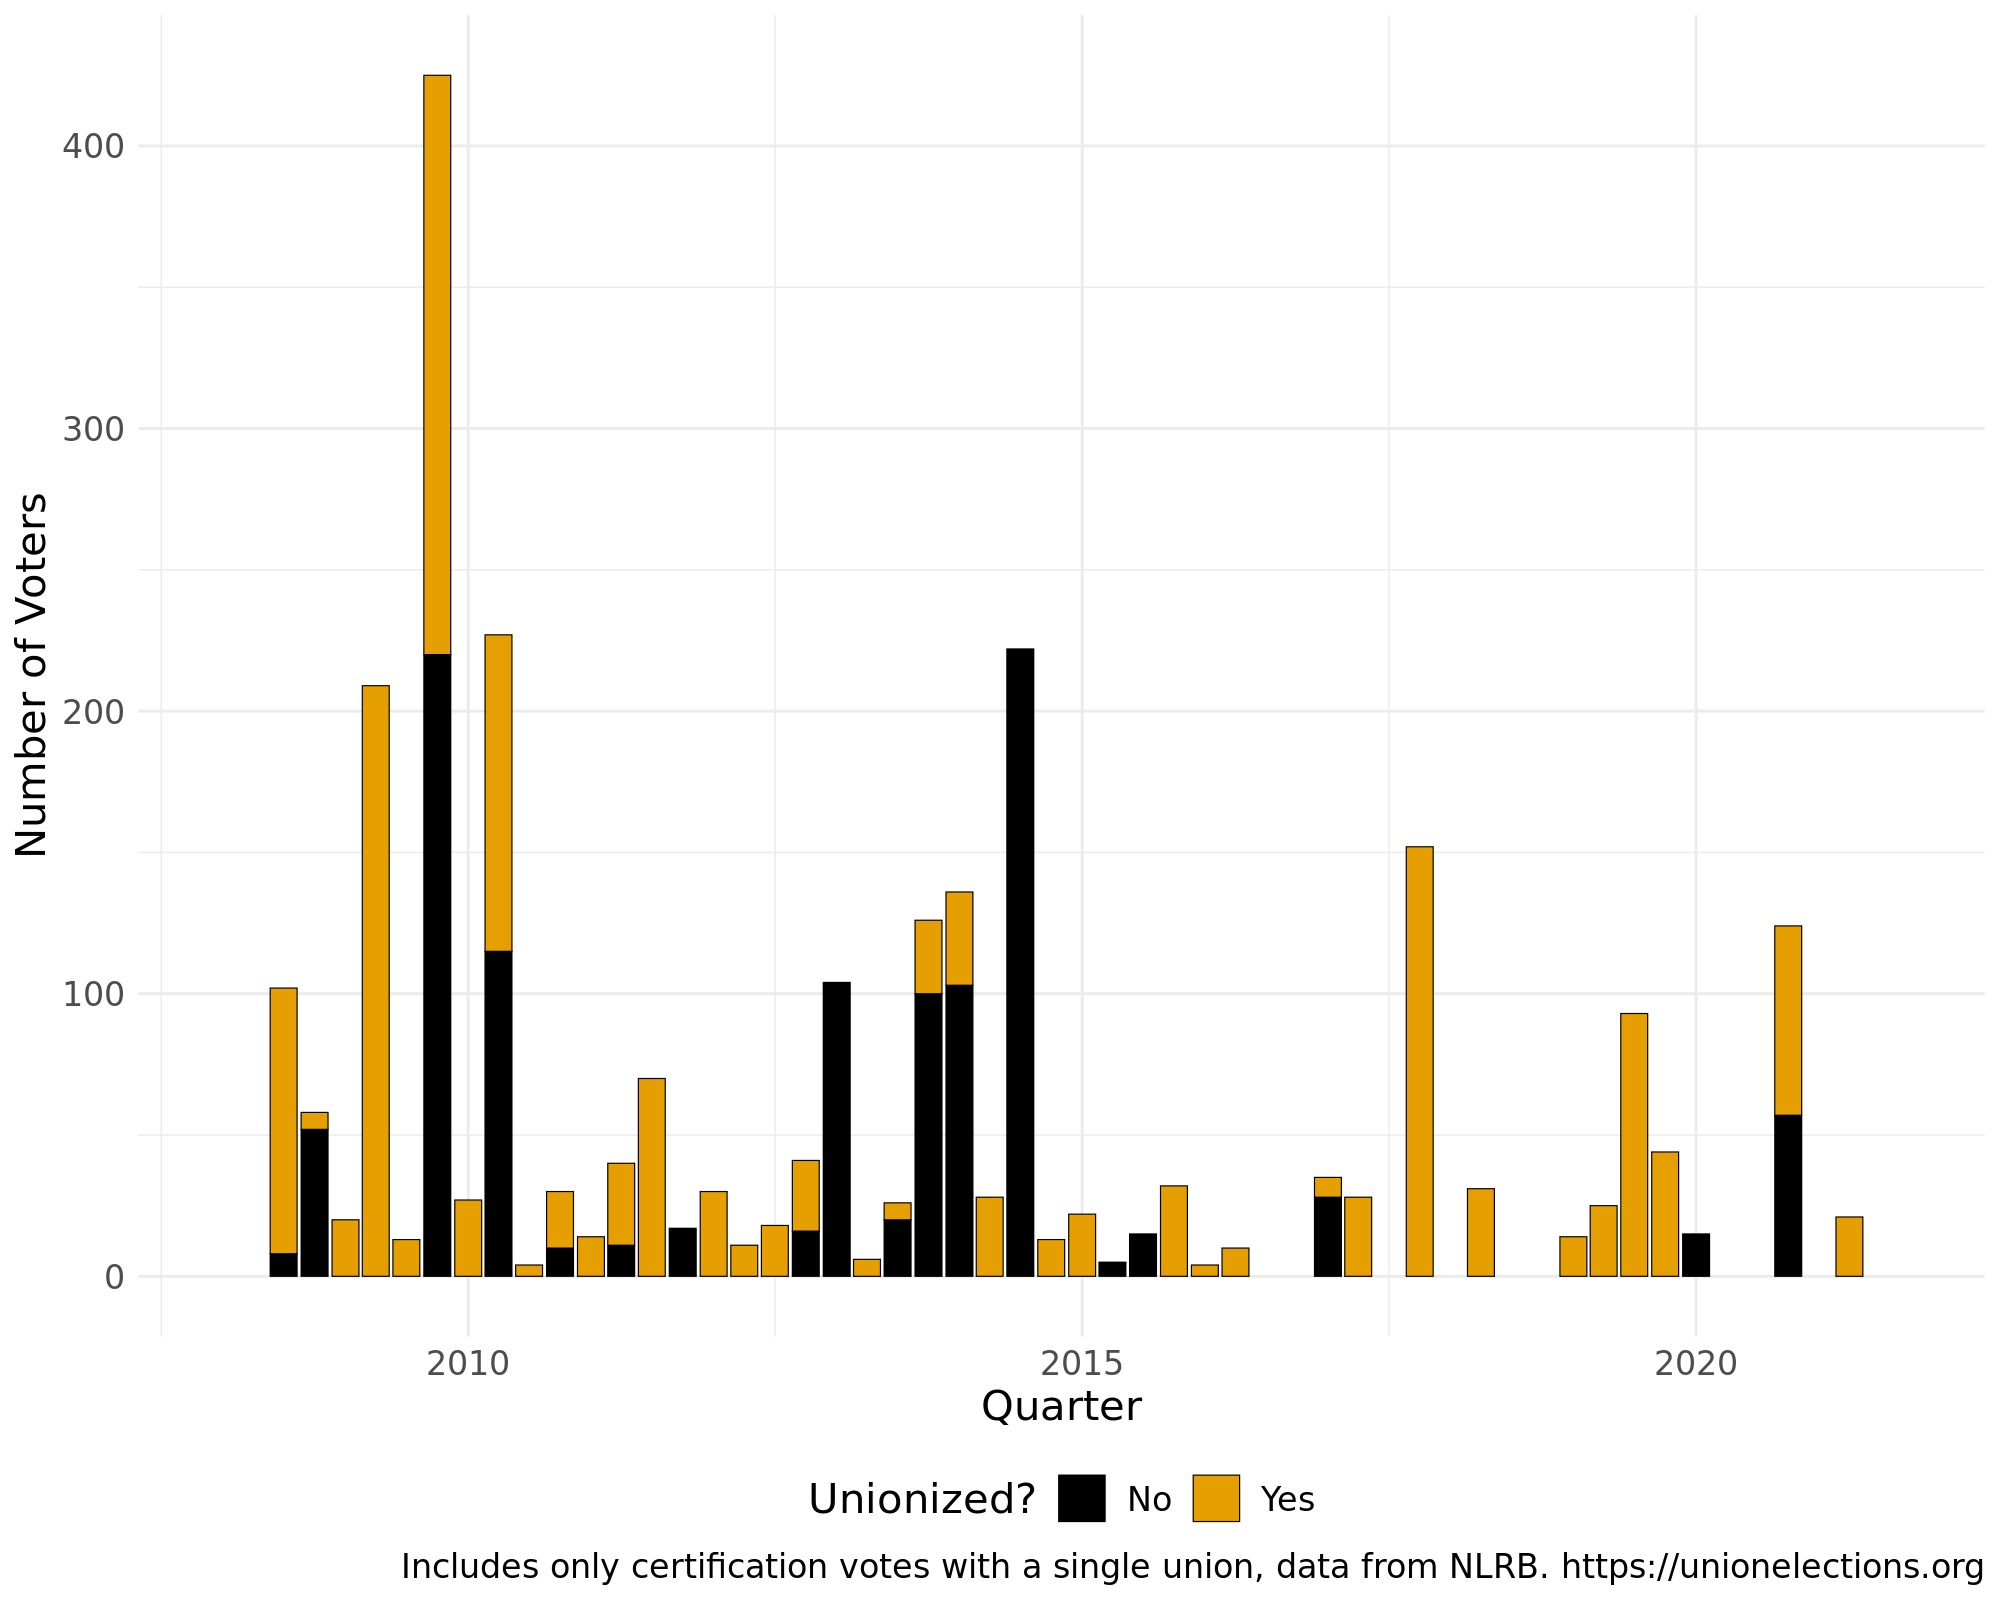 400
300
200
100
0
Number of Voters
2010 2015 2020
Quarter
Unionized? No Yes
Includes only certification votes with a single union, data from NLRB. https://unionelections.org